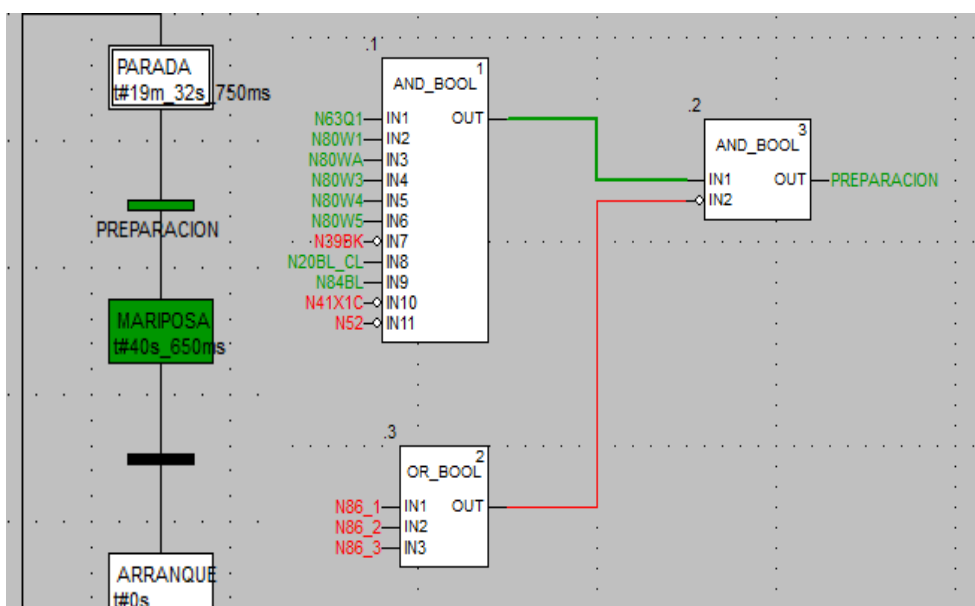 PARADA
t#19m_32s_750ms
PREPARACION
MARIPOSA
t#40s_650ms
ARRANQUE
t#0s
.1
1
AND_BOOL
N63Q1 IN1 OUT
N80W1 IN2
N80WA IN3
N80W3 IN4
N80W4 IN5
N80W5 IN6
N39BK IN7
N20BL_CL IN8
N84BL IN9
N41X1C IN10
N52 IN11
.2
3
AND_BOOL
IN1 OUT PREPARACION
IN2
.3
2
OR_BOOL
N86_1 IN1 OUT
N86_2 IN2
N86_3 IN3